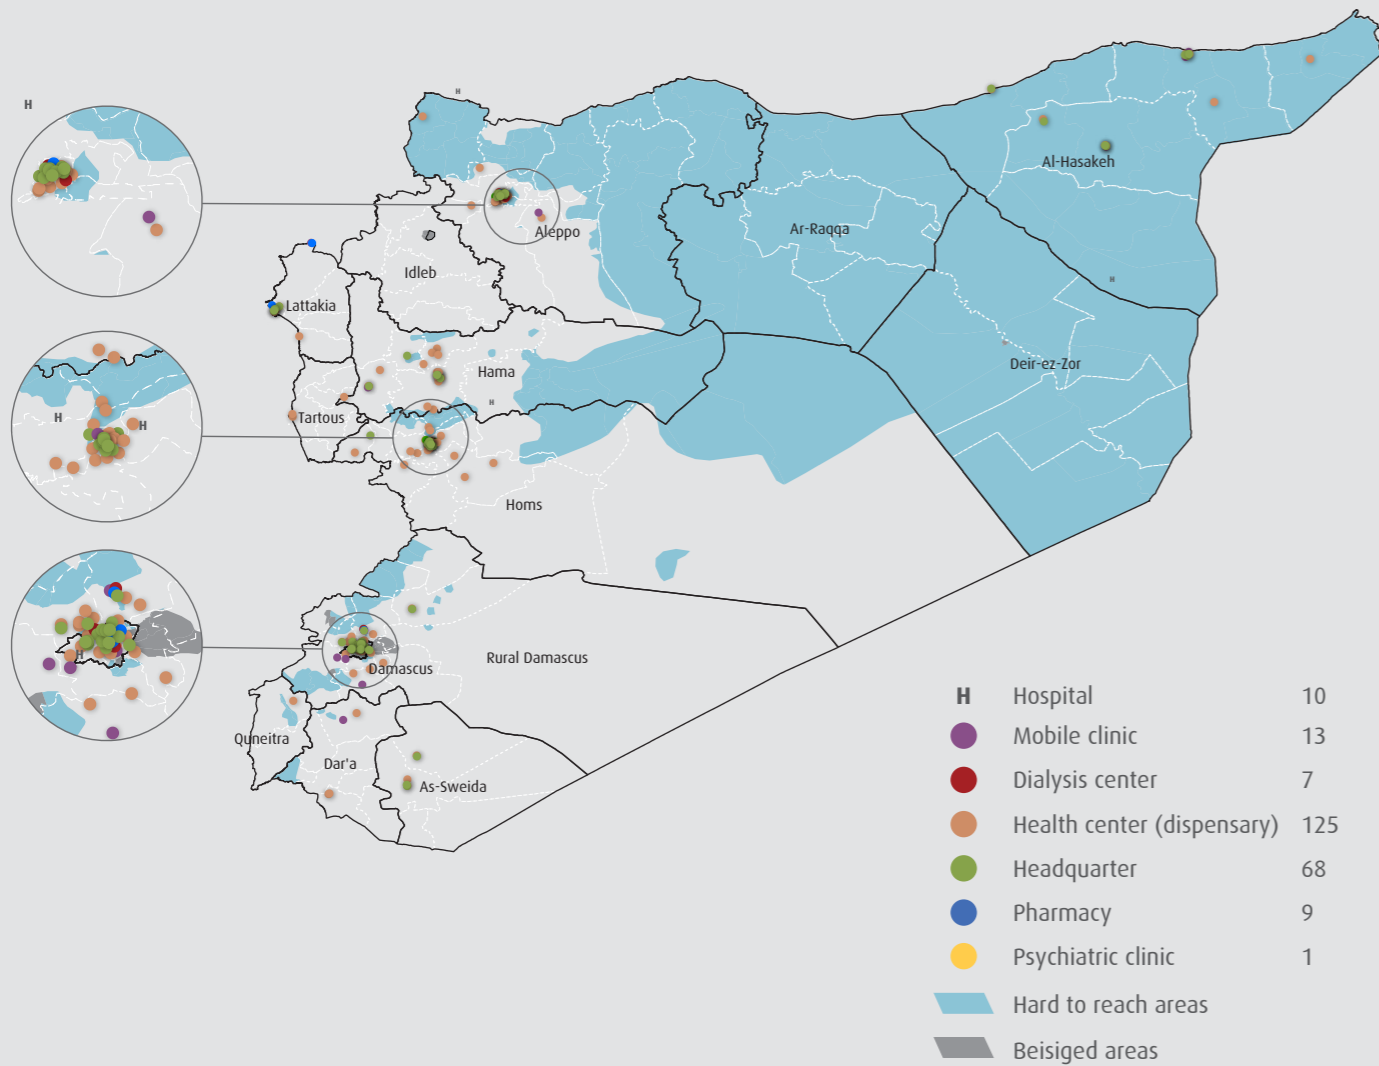 H
H
Al-Hasakeh
Ar-Raqqa
Aleppo
Idleb
H
Lattakia
Deir-ez-Zor
Hama
H
Tartous
H
H
Homs
H
Rural Damascus
Damascus
Quneitra
Dar'a
As-Sweida
H Hospital 10
Mobile clinic 13
Dialysis center 7
Health center (dispensary) 125
Headquarter 68
Pharmacy 9
Psychiatric clinic 1
Hard to reach areas
Beisiged areas